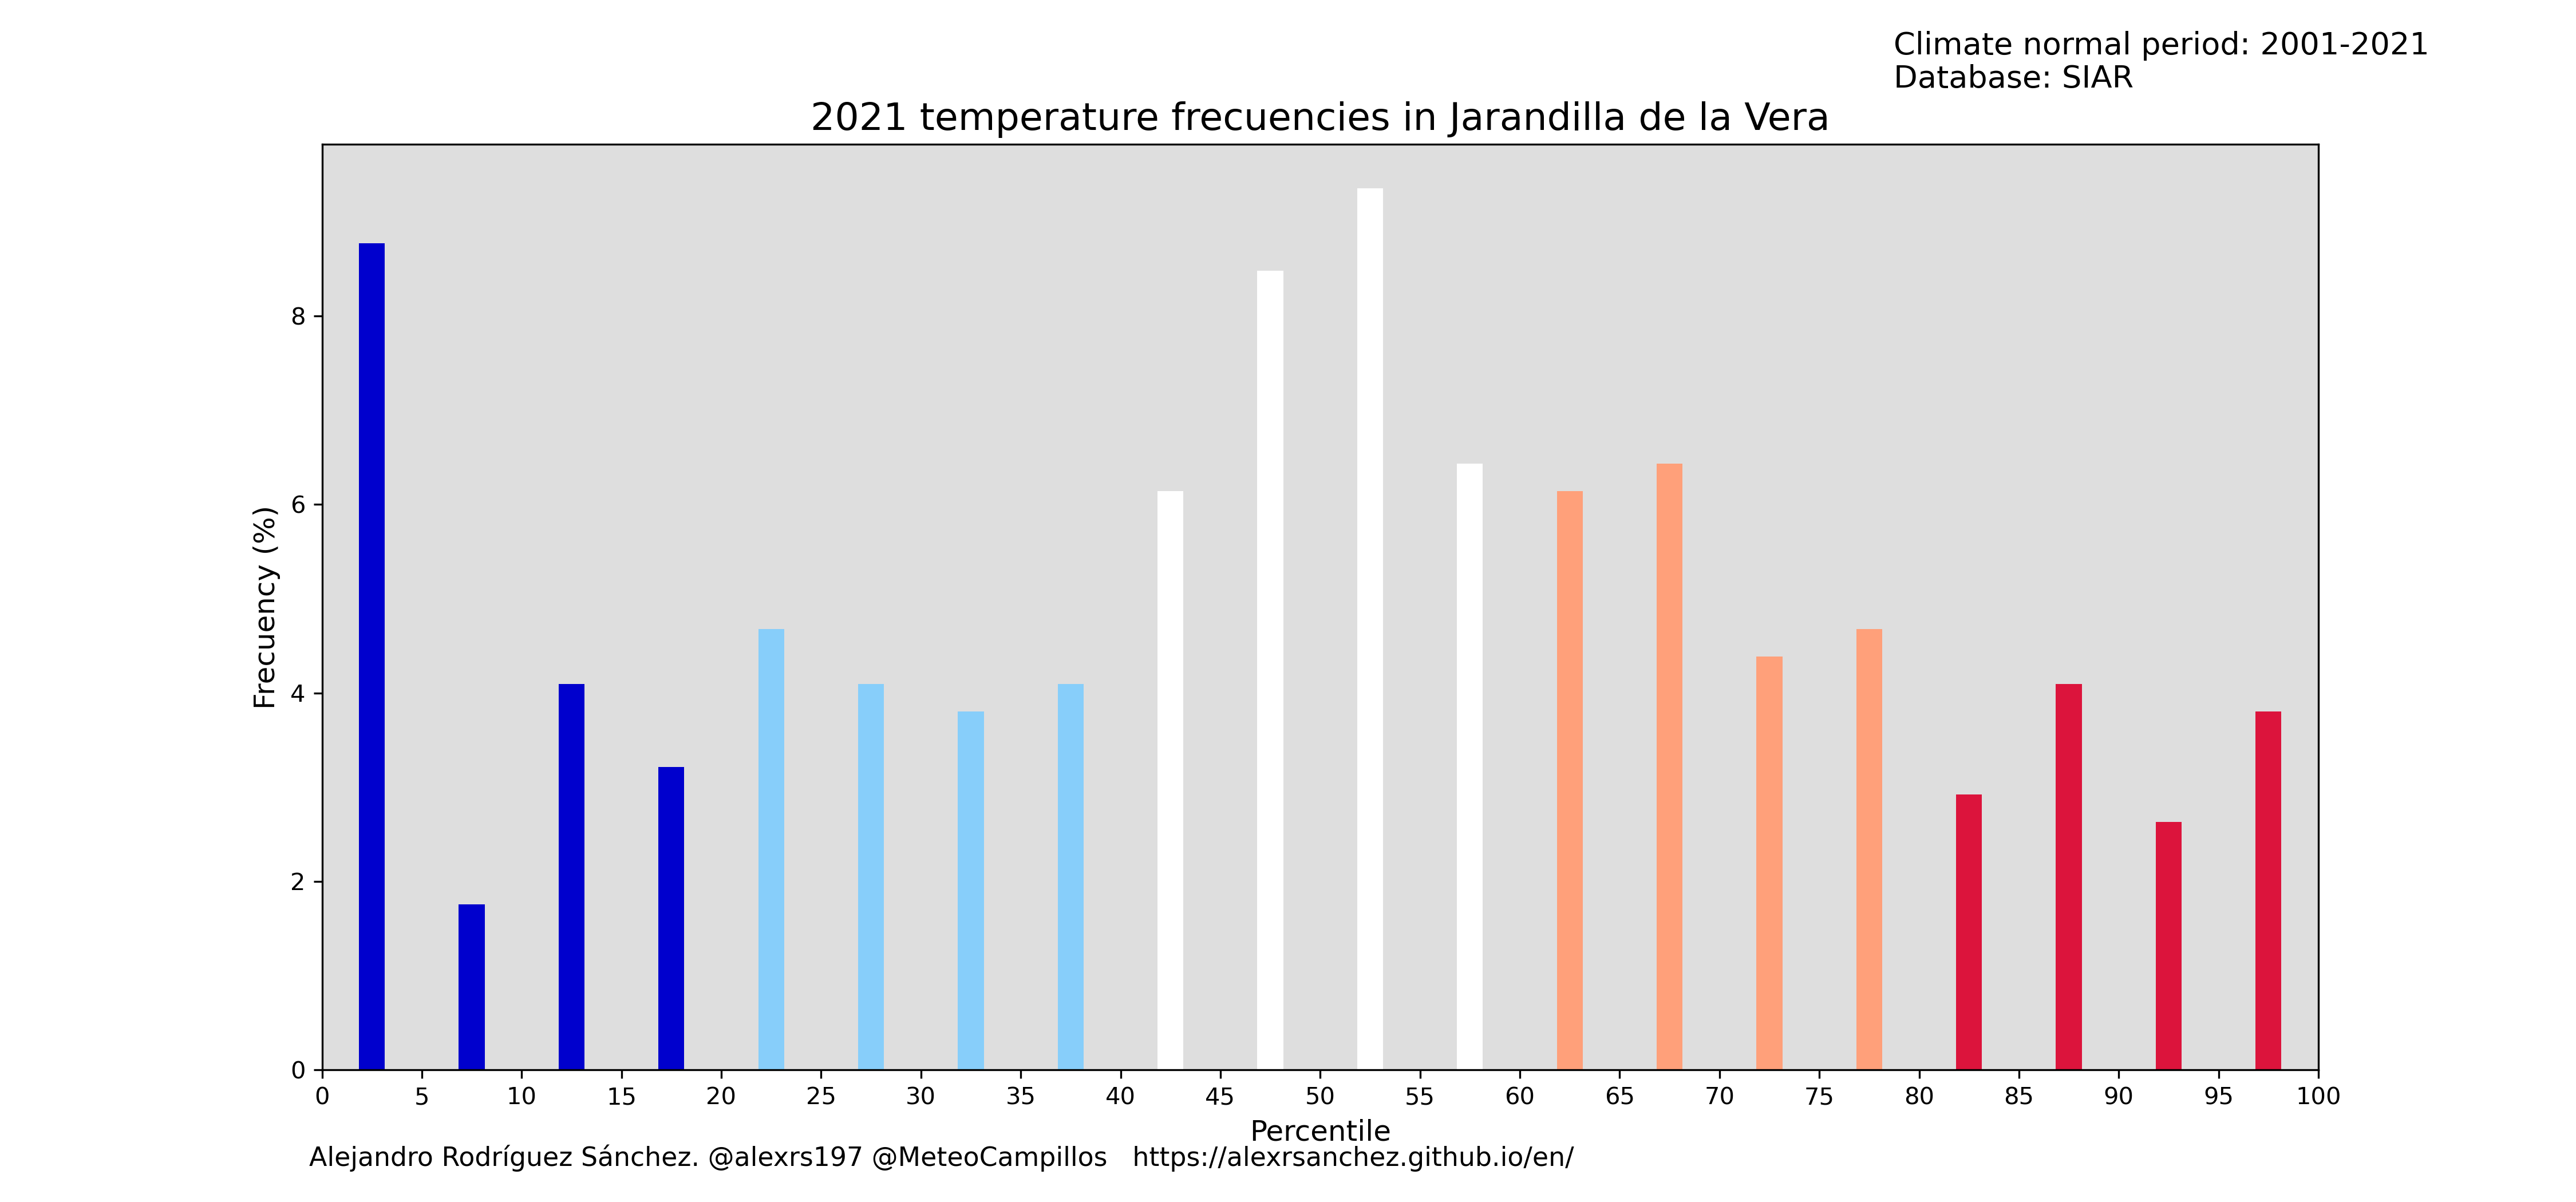 Climate normal period: 2001-2021
Database: SIAR
2021 temperature frecuencies in Jarandilla de la Vera
Frecuency (%)
8
6
4
2
0
0 5 10 15 20 25 30 35 40 45 50 55 60 65 70 75 80 85 90 95 100
Percentile
Alejandro Rodríguez Sánchez. @alexrs197 @MeteoCampillos https://alexrsanchez.github.io/en/